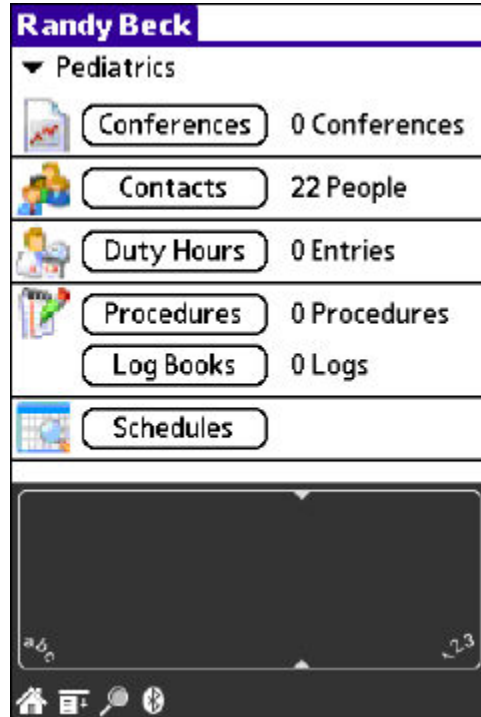 Randy Beck
Pediatrics
Conferences 0 Conferences
Contacts 22 People
Duty Hours 0 Entries
Procedures 0 Procedures
Log Books 0 Logs
Schedules
abc 123